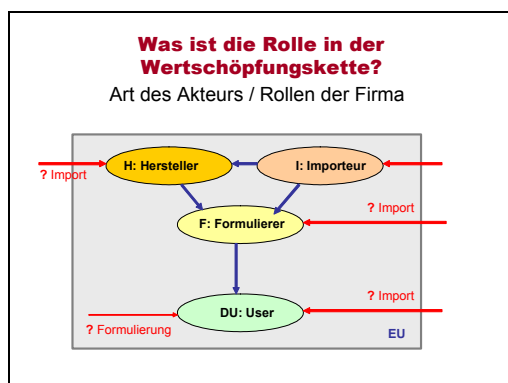 Was ist die Rolle in der
Wertschöpfungskette?
Art des Akteurs / Rollen der Firma
H: Hersteller
I: Importeur
? Import
? Import
F: Formulierer
? Import
DU: User
? Formulierung
EU